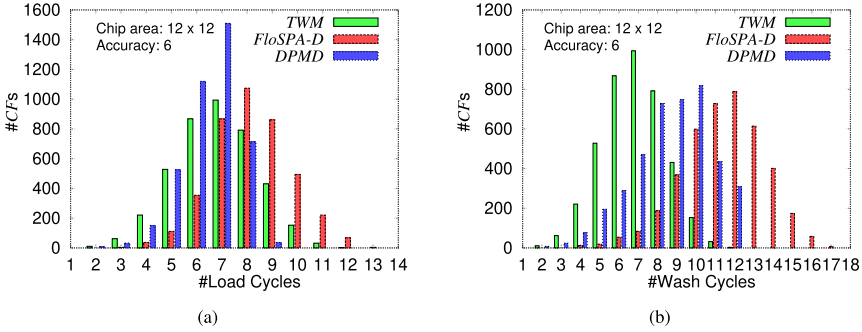 1600
1400
1200
1000
800
600
400
200
0
#CFs
Chip area: 12 x 12
Accuracy: 6
TWM
FloSPA-D
DPMD
1 2 3 4 5 6 7 8 9 10 11 12 13 14
#Load Cycles
(a)
1200
1000
800
600
400
200
0
#CFs
Chip area: 12 x 12
Accuracy: 6
TWM
FloSPA-D
DPMD
1 2 3 4 5 6 7 8 9 10 11 12 13 14 15 16 17 18
#Wash Cycles
(b)